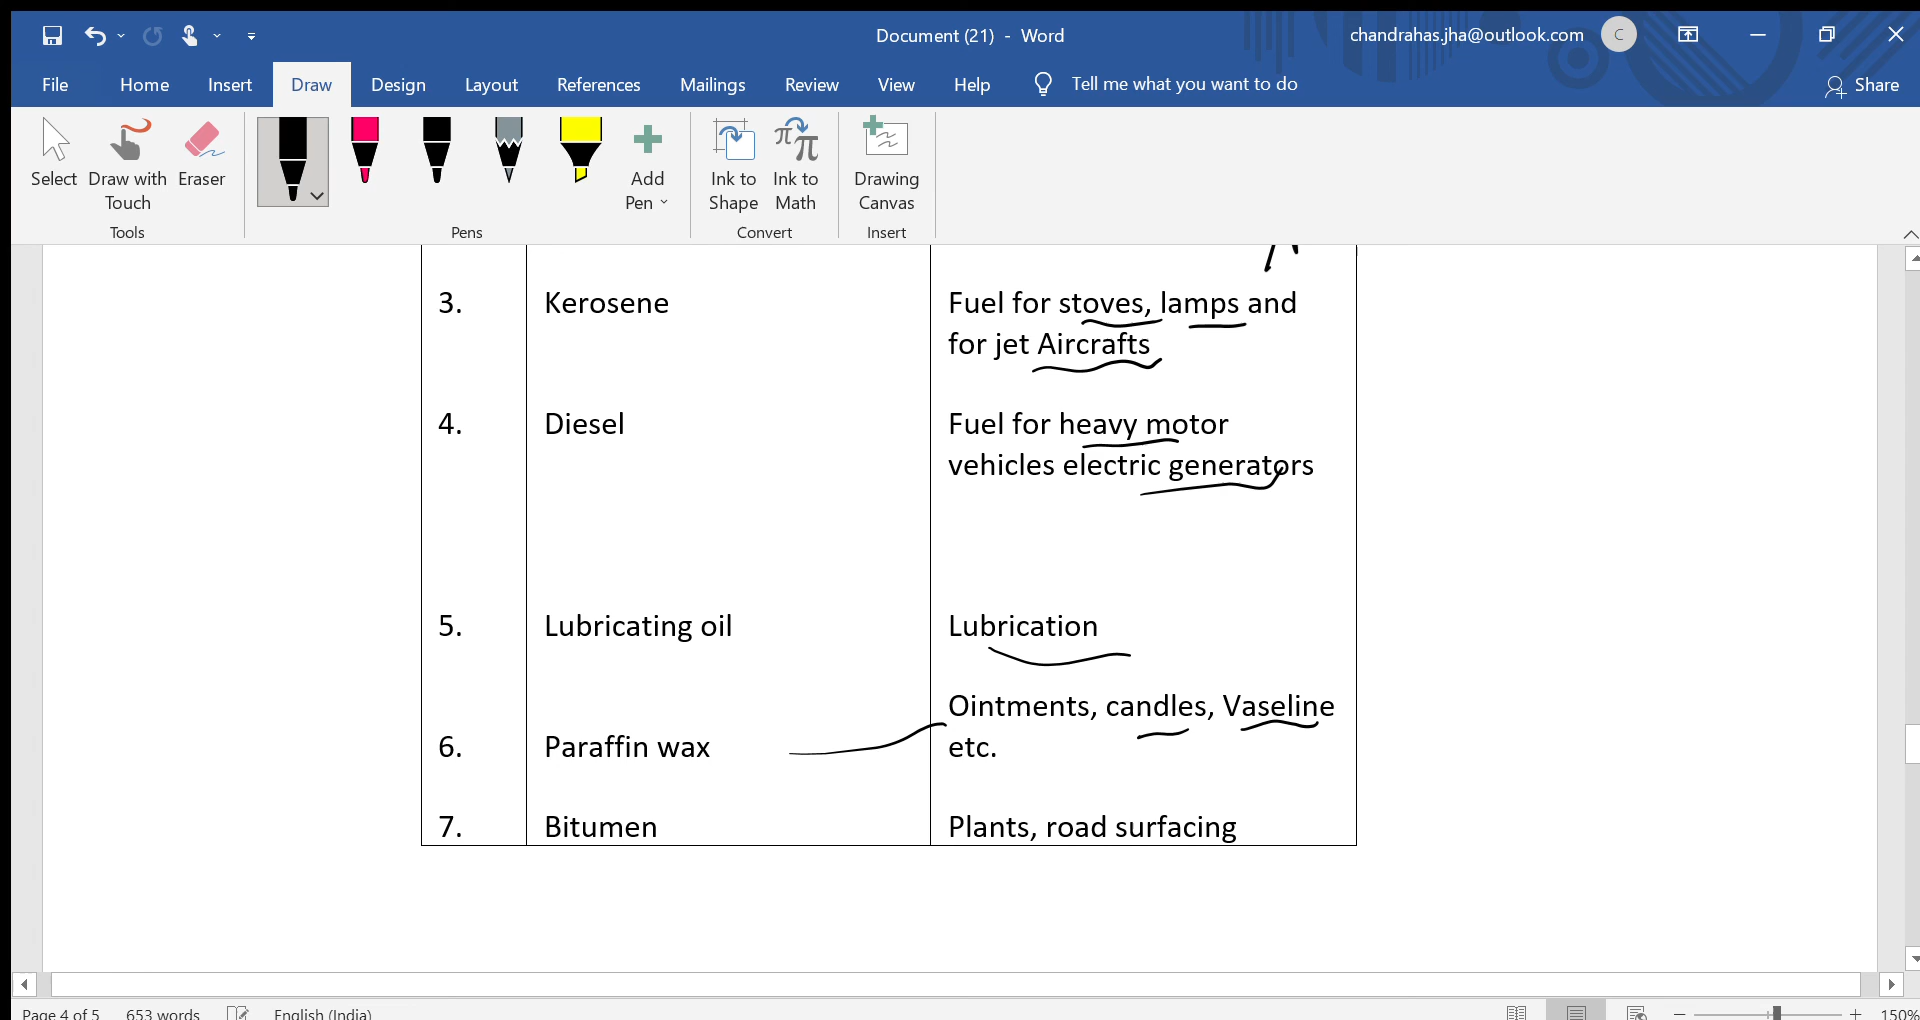 Document (21) - Word
chandrahas.jha@outlook.com
C
File Home Insert Draw Design Layout References Mailings Review View Help Tell me what you want to do
Share
Select
Draw with Touch
Eraser
Add Pen
Ink to Shape
Ink to Math
Drawing Canvas
Tools
Pens
Convert
Insert
3. Kerosene Fuel for stoves, lamps and
for jet Aircrafts
4. Diesel Fuel for heavy motor
vehicles electric generators
5. Lubricating oil Lubrication
Ointments, candles, Vaseline
6. Paraffin wax etc.
7. Bitumen Plants, road surfacing
Page 4 of 5 653 words English (India) 150%